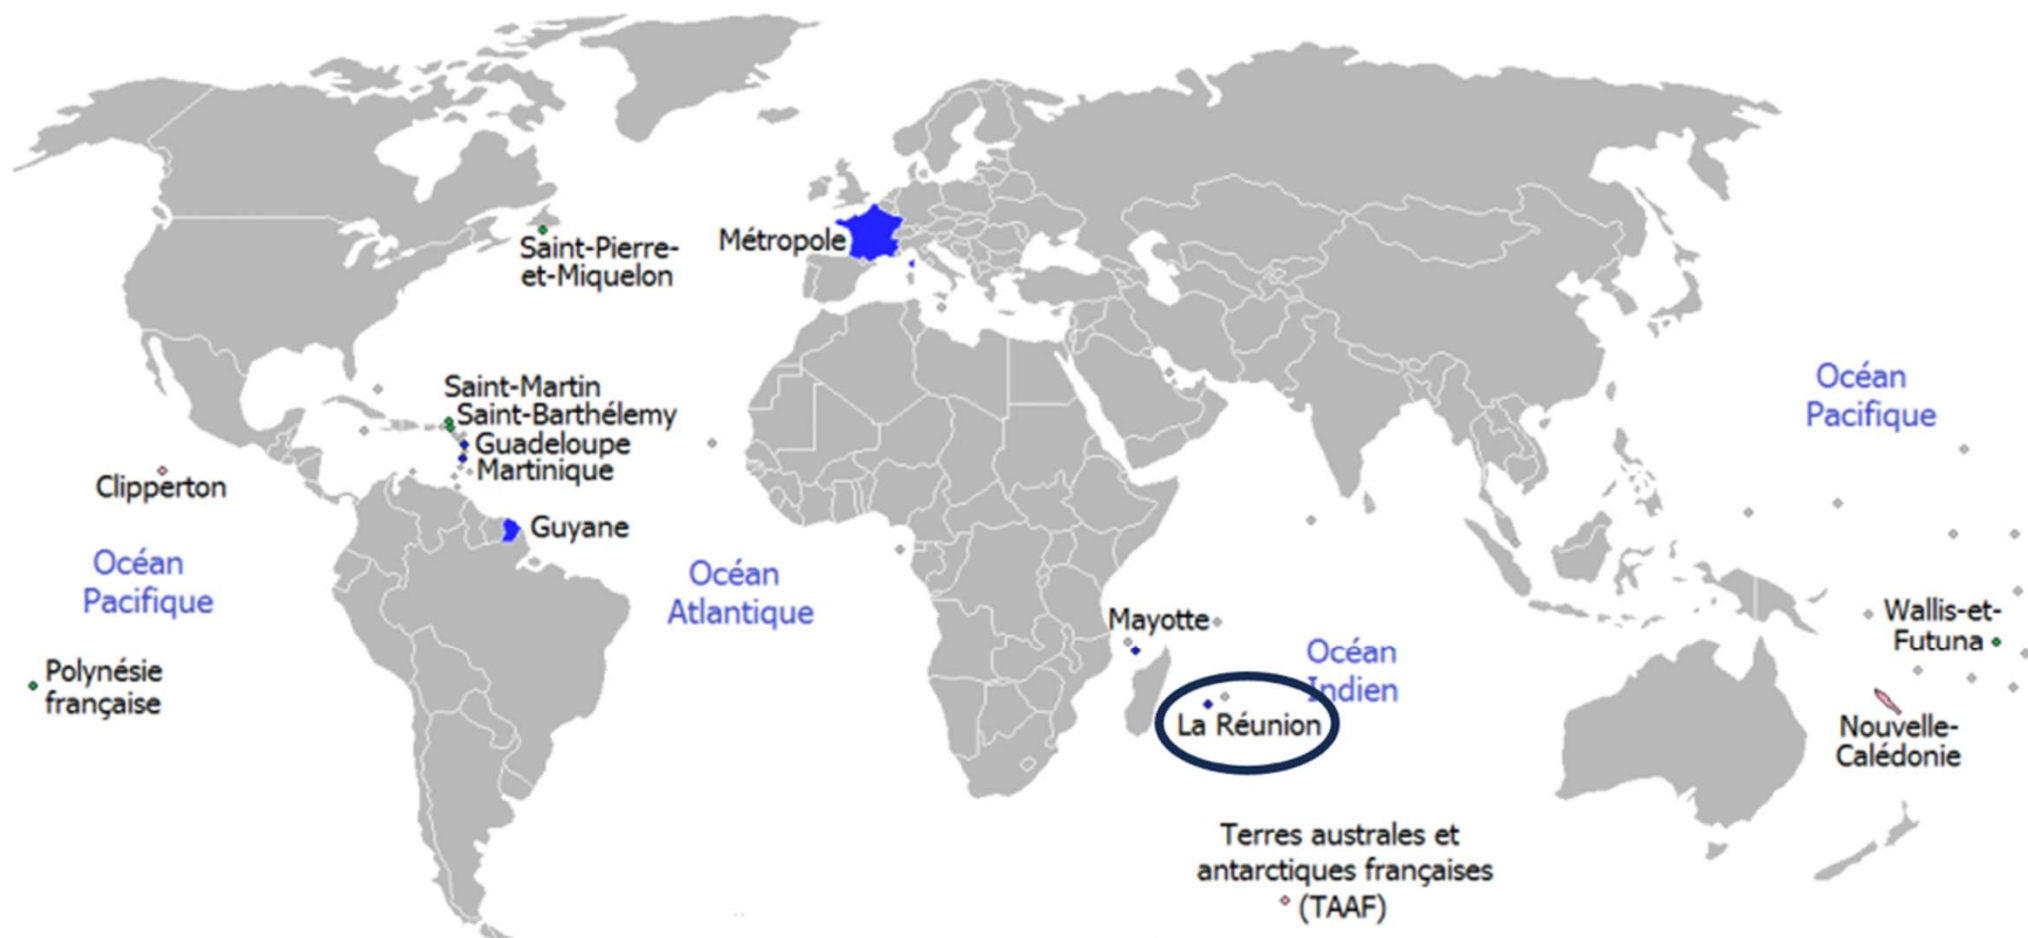 Saint-Pierre-
et-Miquelon
Métropole
Saint-Martin
Saint-Barthélemy
Guadeloupe
Martinique
Clipperton
Guyane
Océan
Pacifique
Océan
Pacifique
Océan
Atlantique
Mayotte
Océan
Indien
Wallis-et-
Futuna
Polynésie
française
La Réunion
Nouvelle-
Calédonie
Terres australes et
antarctiques françaises
(TAAF)